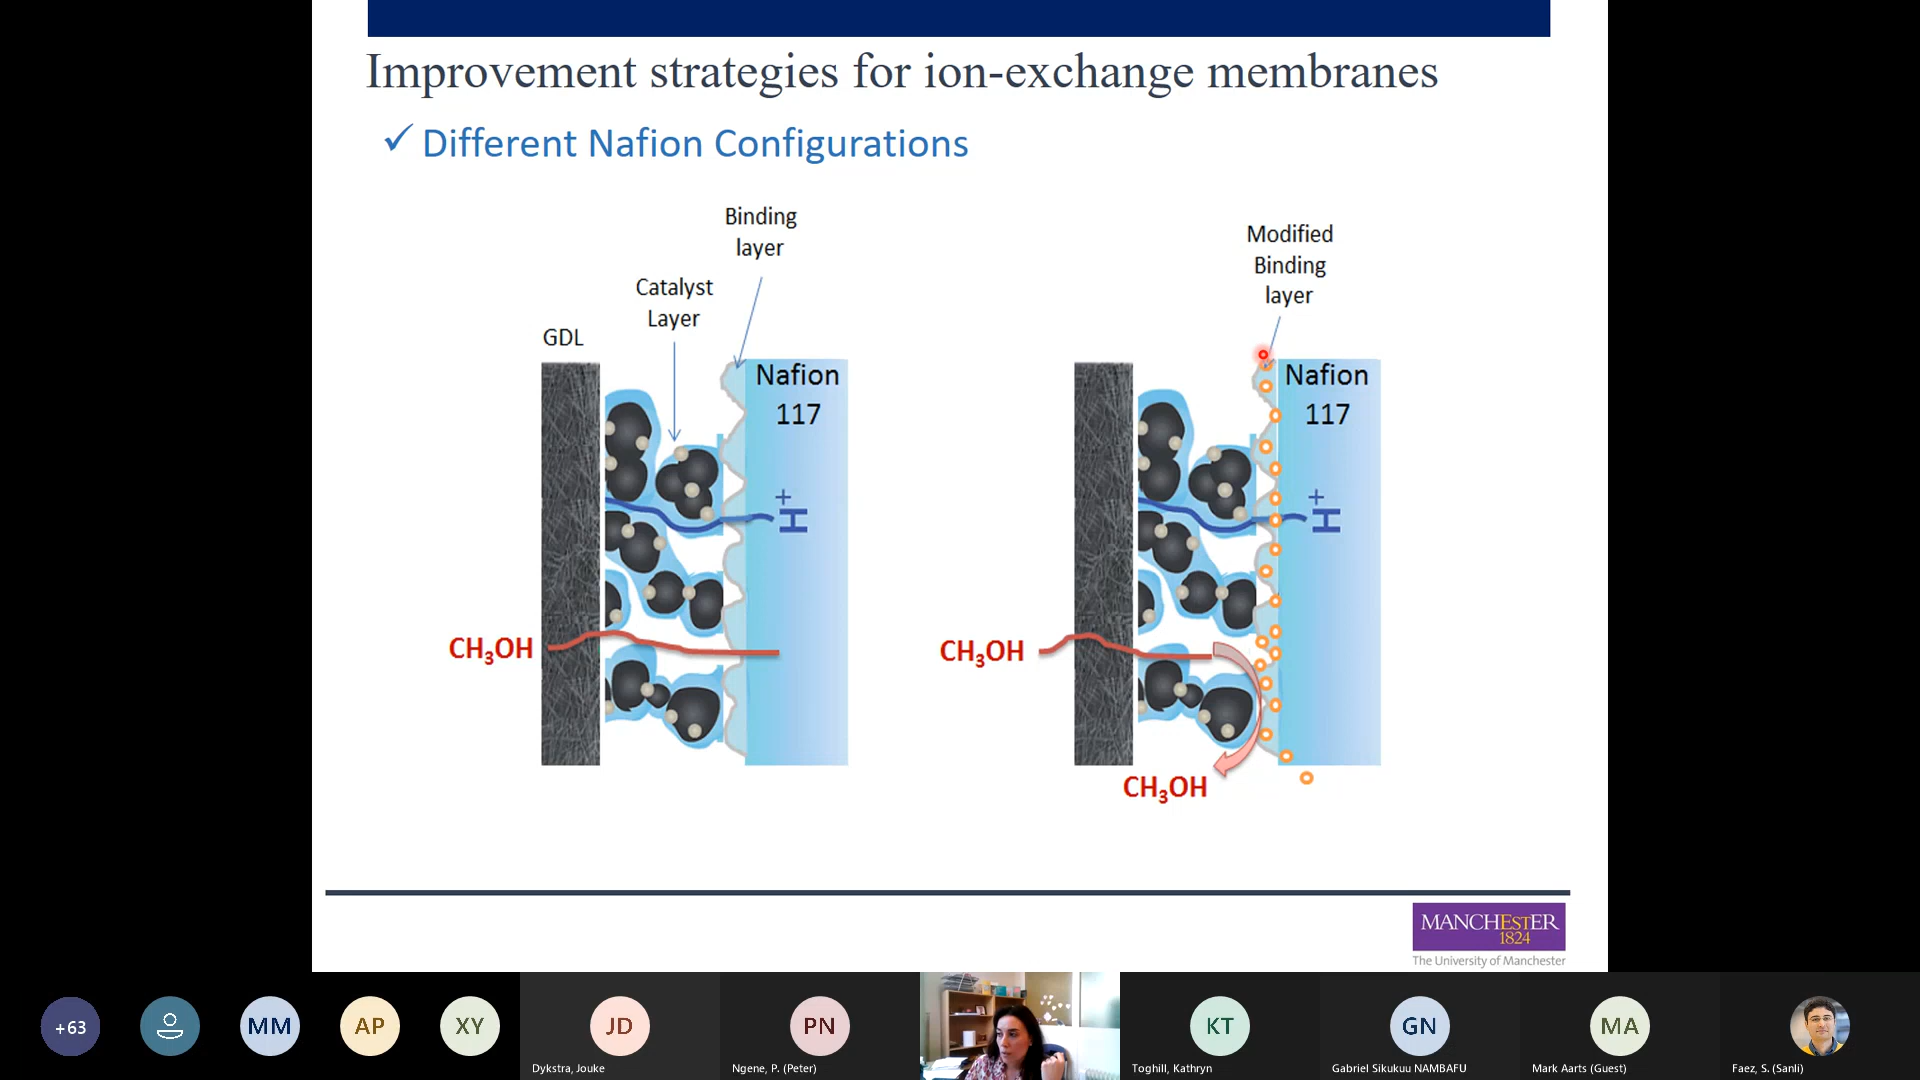 Improvement strategies for ion-exchange membranes
✓ Different Nafion Configurations
Binding
layer
Catalyst
Layer
GDL
Nafion
117
H+
CH₃OH
Modified
Binding
layer
Nafion
117
H+
CH₃OH
CH₃OH
MANCHESTER
1824
The University of Manchester
+63
MM
AP
XY
JD
Dykstra, Jouke
PN
Ngene, P. (Peter)
KT
Toghill, Kathryn
GN
Gabriel Sikukuu NAMBAFU
MA
Mark Aarts (Guest)
Faez, S. (Sanli)